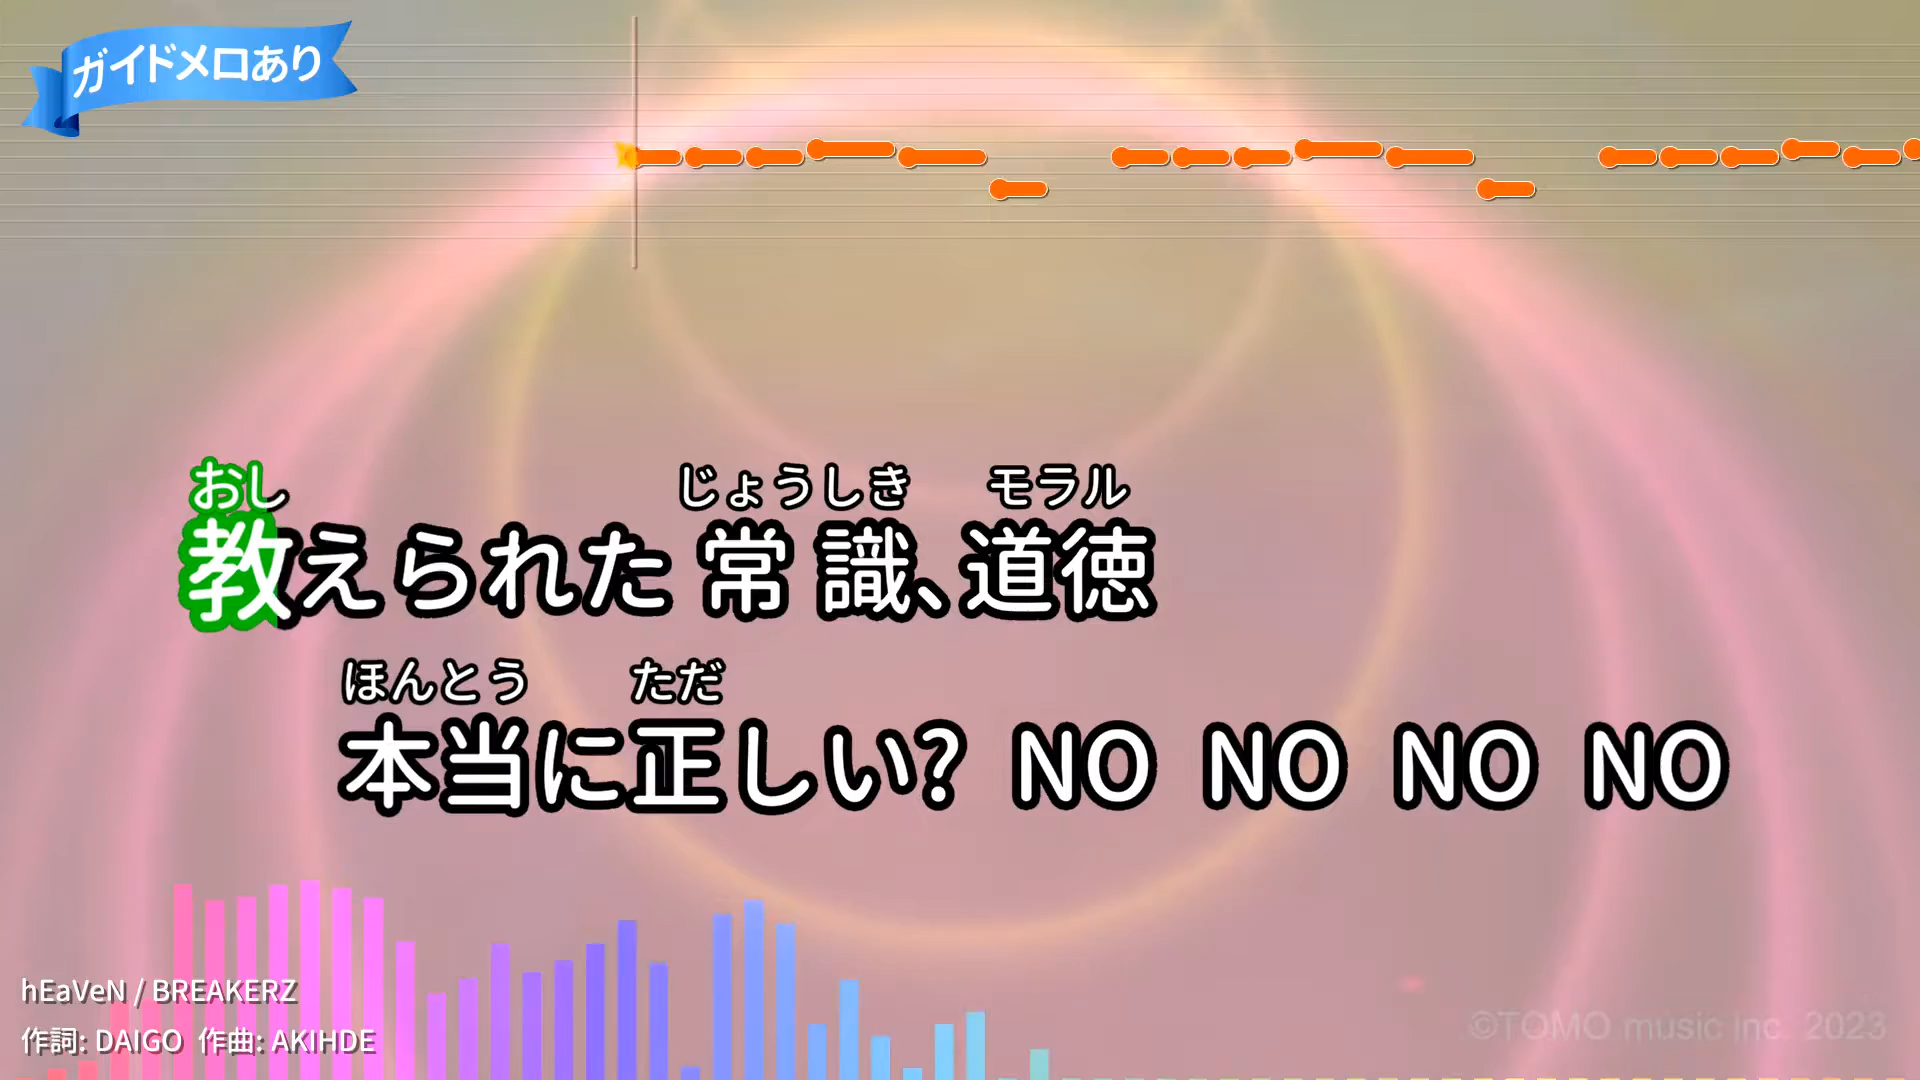 ガイドメロあり
おし じょうしき モラル
教えられた 常識、道徳
ほんとう ただ
本当に正しい? NO NO NO NO
hEaVeN / BREAKERZ
作詞: DAIGO 作曲: AKIHDE
©TOMO music Inc. 2023